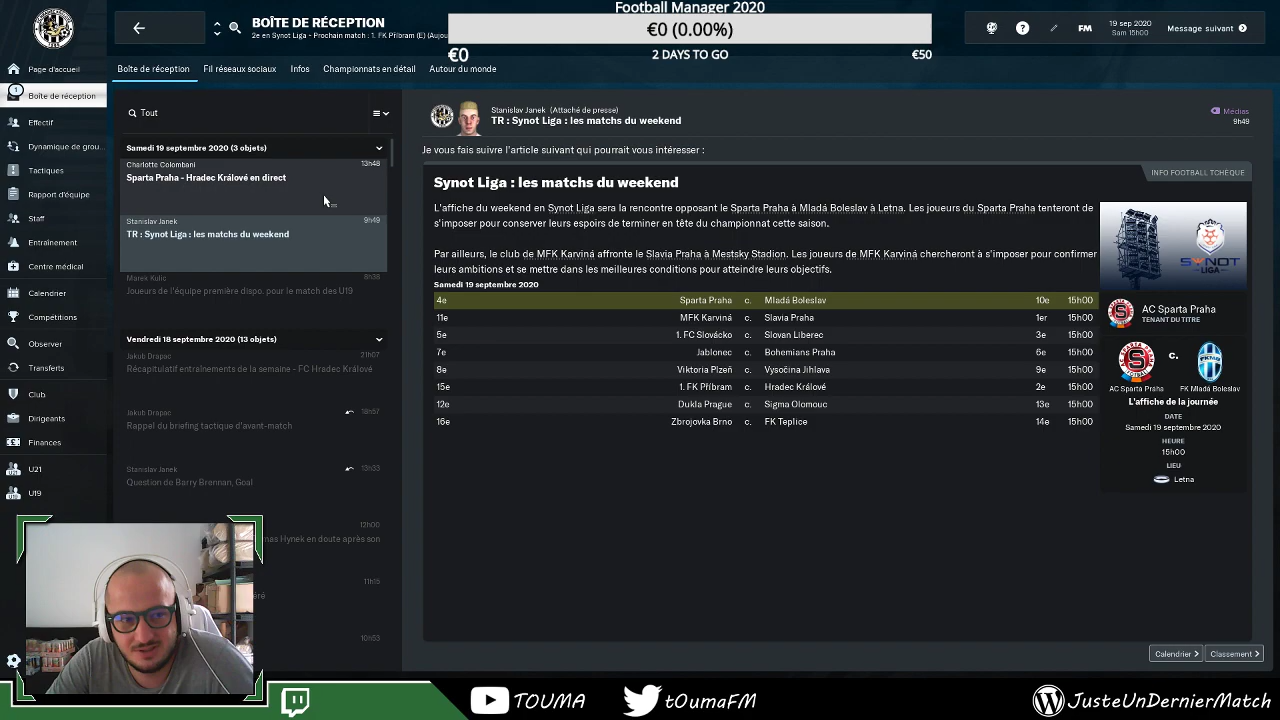 Football Manager 2020
BOÎTE DE RÉCEPTION
2e en Synot Liga - Prochain match : 1. FK Příbram (E) (Aujou
€0 (0.00%)
€0
2 DAYS TO GO
€50
FM
19 sep 2020
Sam 15h00
Message suivant
Boîte de réception
Fil réseaux sociaux
Infos
Championnats en détail
Autour du monde
Page d'accueil
1
Boîte de réception
Effectif
Dynamique de grou...
Tactiques
Rapport d'équipe
Staff
Entraînement
Centre médical
Calendrier
Compétitions
Observer
Transferts
Club
Dirigeants
Finances
U21
U19
Tout
Samedi 19 septembre 2020 (3 objets)
Charlotte Colombani
13h48
Sparta Praha - Hradec Králové en direct
Stanislav Janek
9h49
TR : Synot Liga : les matchs du weekend
Marek Kulic
8h38
Joueurs de l'équipe première dispo. pour le match des U19
Vendredi 18 septembre 2020 (13 objets)
Jakub Drapac
21h07
Récapitulatif entraînements de la semaine - FC Hradec Králové
Jakub Drapac
18h57
Rappel du briefing tactique d'avant-match
Stanislav Janek
13h33
Question de Barry Brennan, Goal
12h00
nas Hynek en doute après son
11h15
éré
10h53
Stanislav Janek (Attaché de presse)
TR : Synot Liga : les matchs du weekend
Médias
9h49
Je vous fais suivre l'article suivant qui pourrait vous intéresser :
INFO FOOTBALL TCHÈQUE
Synot Liga : les matchs du weekend
L'affiche du weekend en Synot Liga sera la rencontre opposant le Sparta Praha à Mladá Boleslav à Letna. Les joueurs du Sparta Praha tenteront de
s'imposer pour conserver leurs espoirs de terminer en tête du championnat cette saison.
Par ailleurs, le club de MFK Karviná affronte le Slavia Praha à Mestsky Stadion. Les joueurs de MFK Karviná chercheront à s'imposer pour confirmer
leurs ambitions et se mettre dans les meilleures conditions pour atteindre leurs objectifs.
Samedi 19 septembre 2020
4e Sparta Praha c. Mladá Boleslav 10e 15h00
11e MFK Karviná c. Slavia Praha 1er 15h00
5e 1. FC Slovácko c. Slovan Liberec 3e 15h00
7e Jablonec c. Bohemians Praha 6e 15h00
8e Viktoria Plzeň c. Vysočina Jihlava 9e 15h00
15e 1. FK Příbram c. Hradec Králové 2e 15h00
12e Dukla Prague c. Sigma Olomouc 13e 15h00
16e Zbrojovka Brno c. FK Teplice 14e 15h00
SYNOT
LIGA
AC Sparta Praha
TENANT DU TITRE
c.
AC Sparta Praha
FK Mladá Boleslav
L'affiche de la journée
DATE
Samedi 19 septembre 2020
HEURE
15h00
LIEU
Letna
Calendrier
Classement
TOUMA
tOumaFM
JusteUnDernierMatch